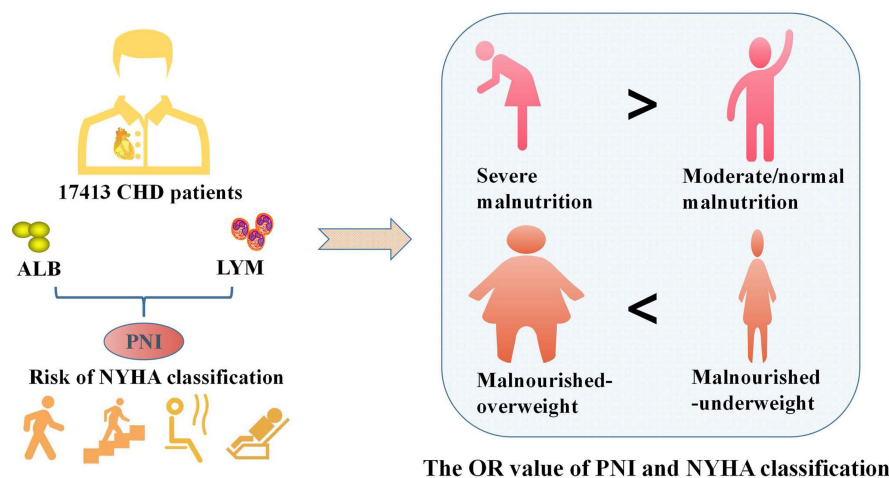 17413 CHD patients
ALB
LYM
PNI
Risk of NYHA classification
Severe
malnutrition
>
Moderate/normal
malnutrition
Malnourished-
overweight
<
Malnourished
-underweight
The OR value of PNI and NYHA classification